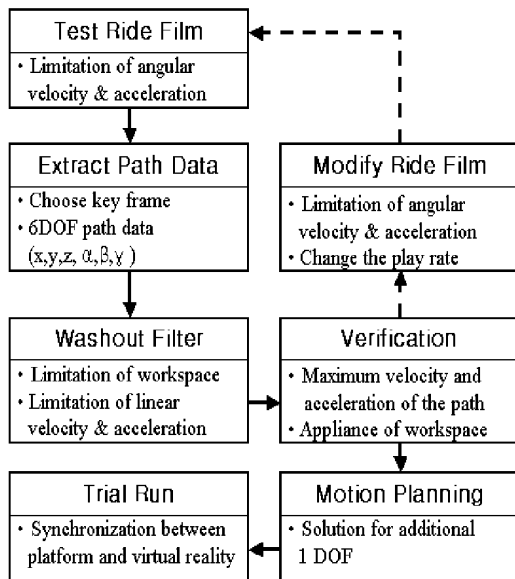 Test Ride Film
• Limitation of angular
velocity & acceleration
Extract Path Data
• Choose key frame
• 6DOF path data
(x,y,z, α,β,γ )
Modify Ride Film
• Limitation of angular
velocity & acceleration
• Change the play rate
Washout Filter
• Limitation of workspace
• Limitation of linear
velocity & acceleration
Verification
• Maximum velocity and
acceleration of the path
• Appliance of workspace
Motion Planning
• Solution for additional
1 DOF
Trial Run
• Synchronization between
platform and virtual reality